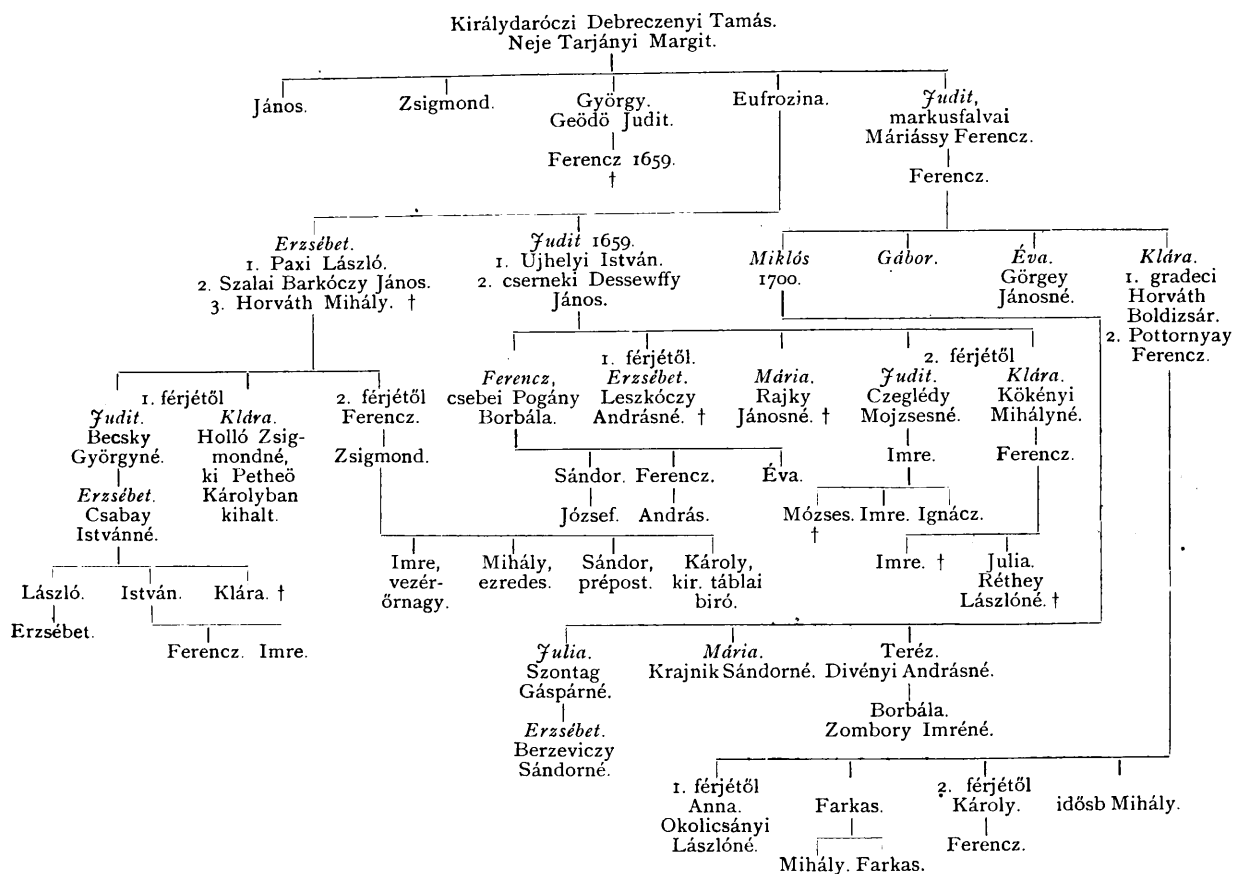 Királydaróczi Debreczenyi Tamás.
Neje Tarjányi Margit.
János.
Zsigmond.
György.
Geödö Judit.
Ferencz 1659.
†
Eufrozina.
Judit,
markusfalvai
Máriássy Ferencz.
Ferencz.
Erzsébet.
1. Paxi László.
2. Szalai Barkóczy János.
3. Horváth Mihály. †
Judit 1659.
1. Ujhelyi István.
2. cserneki Dessewffy
János.
Miklós
1700.
Gábor.
Éva.
Görgey
Jánosné.
Klára.
1. gradeci
Horváth
Boldizsár.
2. Pottornyay
Ferencz.
1. férjétől
Judit.
Becsky
Györgyné.
Erzsébet.
Csabay
Istvánné.
Klára.
Holló Zsig-
mondné,
ki Petheö
Károlyban
kihalt.
2. férjétől
Ferencz.
Zsigmond.
Ferencz,
csebei Pogány
Borbála.
1. férjétől.
Erzsébet.
Leszkóczy
Andrásné. †
Mária.
Rajky
Jánosné. †
2. férjétől
Judit.
Czeglédy
Mojzsesné.
Imre.
Klára.
Kökényi
Mihályné.
Ferencz.
Sándor. Ferencz. Éva.
József. András.
Mózses. Imre. Ignácz.
†
Imre,
vezér-
őrnagy.
Mihály,
ezredes.
Sándor,
prépost.
Károly,
kir. táblai
biró.
Imre. †
Julia.
Réthey
Lászlóné. †
László. István. Klára. †
Erzsébet.
Ferencz. Imre.
Julia.
Szontag
Gáspárné.
Erzsébet.
Berzeviczy
Sándorné.
Mária.
Krajnik Sándorné.
Teréz.
Divényi Andrásné.
Borbála.
Zombory Imréné.
1. férjétől
Anna.
Okolicsányi
Lászlóné.
Farkas.
Mihály. Farkas.
2. férjétől
Károly.
Ferencz.
idősb Mihály.